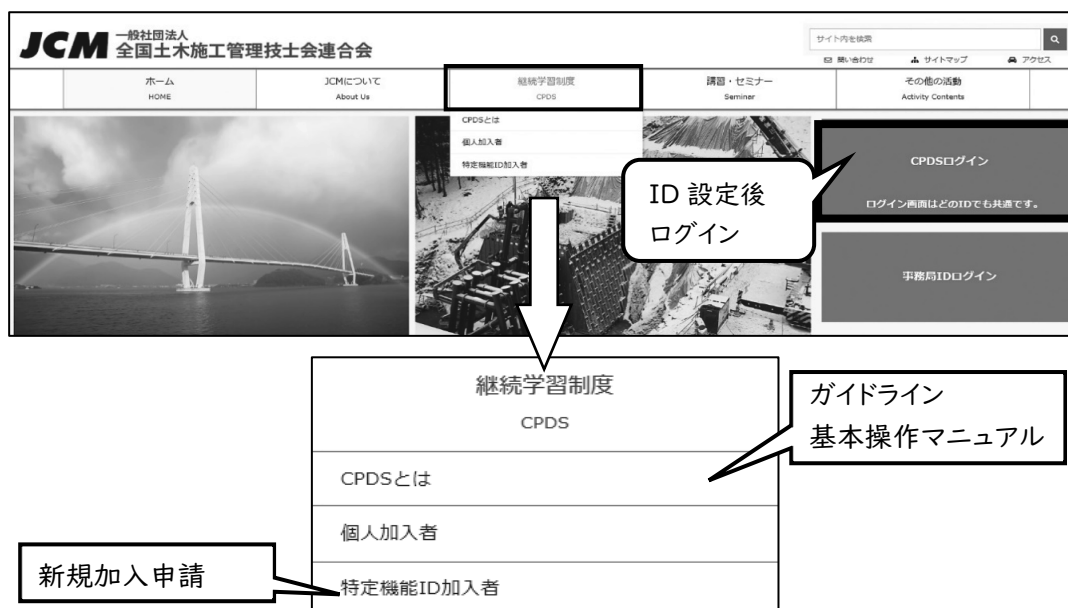 JCM 一般社団法人
全国土木施工管理技士会連合会
サイト内を検索
問い合わせ サイトマップ アクセス
ホーム
HOME
JCMについて
About Us
継続学習制度
CPDS
講習・セミナー
Seminar
その他の活動
Activity Contents
CPDSとは
個人加入者
特定機能ID加入者
CPDSログイン
ログイン画面はどのIDでも共通です。
ID 設定後
ログイン
事務局IDログイン
継続学習制度
CPDS
ガイドライン
基本操作マニュアル
CPDSとは
個人加入者
新規加入申請
特定機能ID加入者